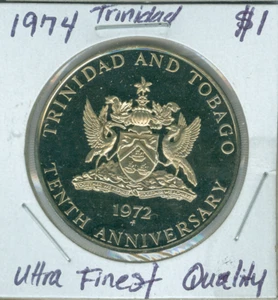 1974 Trinidad $1
TRINIDAD AND TOBAGO
1972
TENTH ANNIVERSARY
Ultra Finest Quality